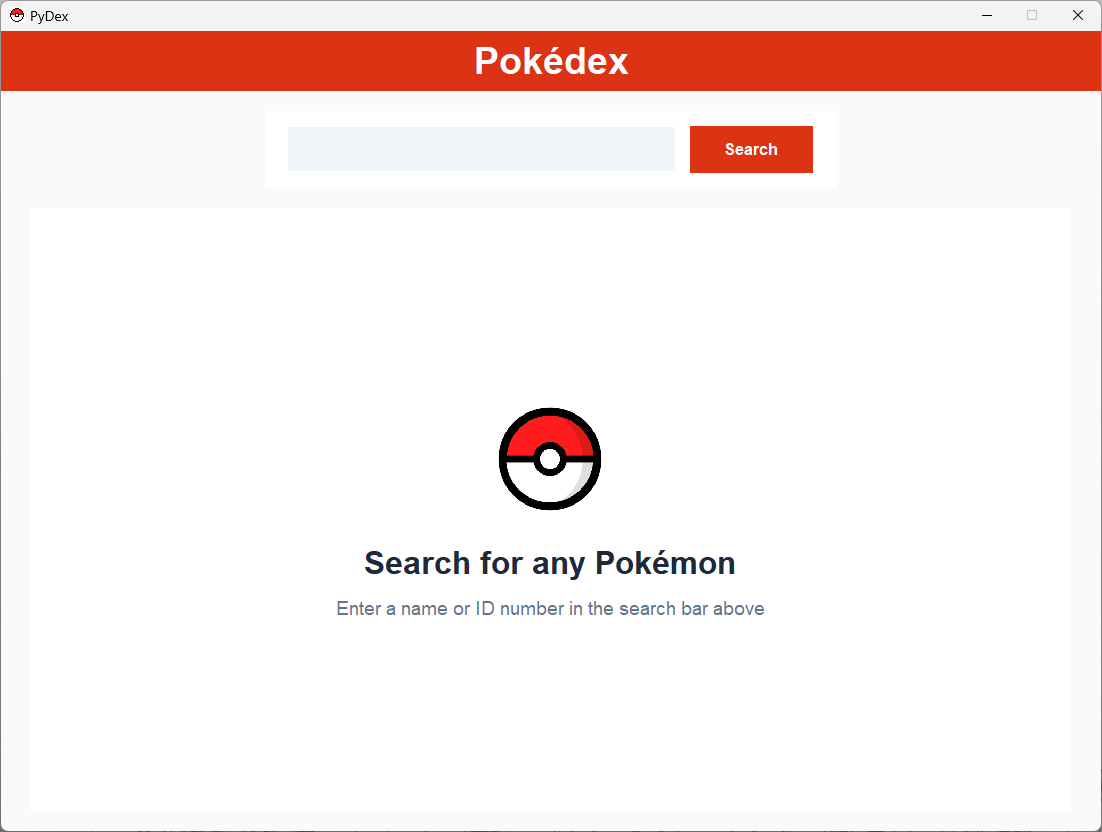 PyDex
Pokédex
Search
Search for any Pokémon
Enter a name or ID number in the search bar above